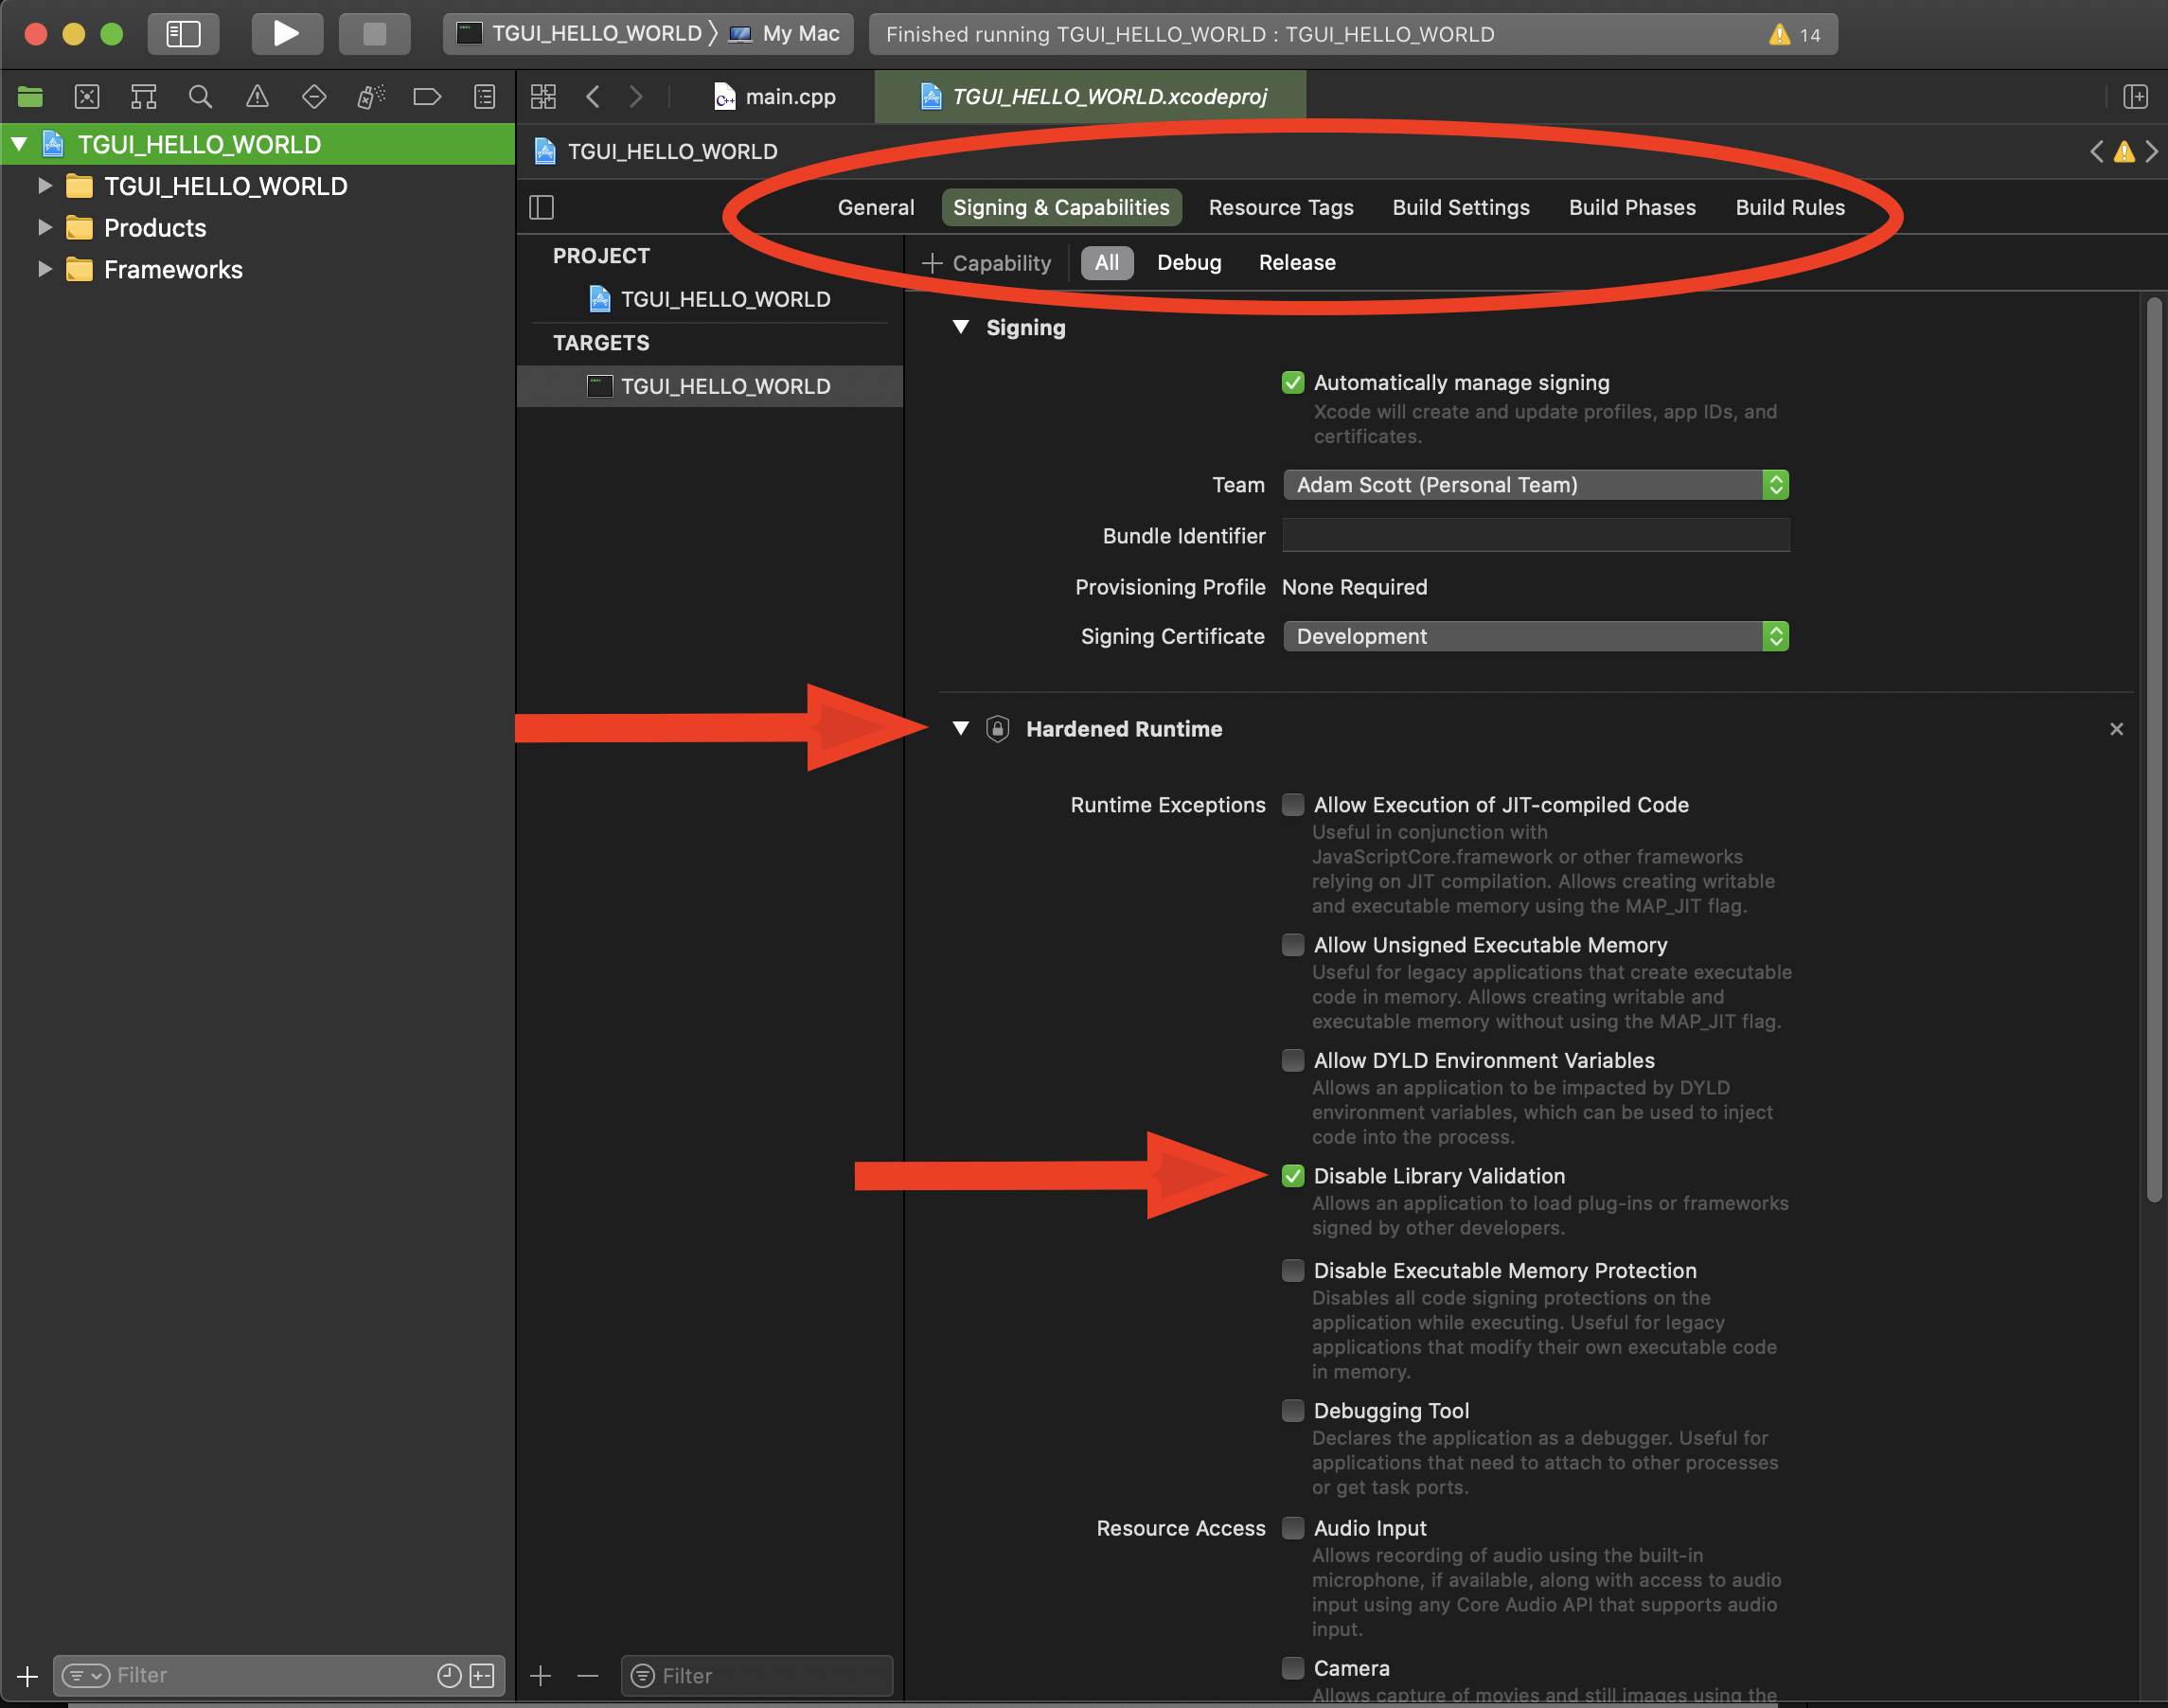 TGUI_HELLO_WORLD
My Mac
Finished running TGUI_HELLO_WORLD : TGUI_HELLO_WORLD
14
main.cpp
TGUI_HELLO_WORLD.xcodeproj
TGUI_HELLO_WORLD
TGUI_HELLO_WORLD
Products
Frameworks
TGUI_HELLO_WORLD
General
Signing & Capabilities
Resource Tags
Build Settings
Build Phases
Build Rules
PROJECT
TGUI_HELLO_WORLD
TARGETS
TGUI_HELLO_WORLD
Capability
All
Debug
Release
Signing
Automatically manage signing
Xcode will create and update profiles, app IDs, and
certificates.
Team
Adam Scott (Personal Team)
Bundle Identifier
Provisioning Profile
None Required
Signing Certificate
Development
Hardened Runtime
Runtime Exceptions
Allow Execution of JIT-compiled Code
Useful in conjunction with
JavaScriptCore.framework or other frameworks
relying on JIT compilation. Allows creating writable
and executable memory using the MAP_JIT flag.
Allow Unsigned Executable Memory
Useful for legacy applications that create executable
code in memory. Allows creating writable and
executable memory without using the MAP_JIT flag.
Allow DYLD Environment Variables
Allows an application to be impacted by DYLD
environment variables, which can be used to inject
code into the process.
Disable Library Validation
Allows an application to load plug-ins or frameworks
signed by other developers.
Disable Executable Memory Protection
Disables all code signing protections on the
application while executing. Useful for legacy
applications that modify their own executable code
in memory.
Debugging Tool
Declares the application as a debugger. Useful for
applications that need to attach to other processes
or get task ports.
Resource Access
Audio Input
Allows recording of audio using the built-in
microphone, if available, along with access to audio
input using any Core Audio API that supports audio
input.
Camera
Allows capture of movies and still images using the
Filter
Filter